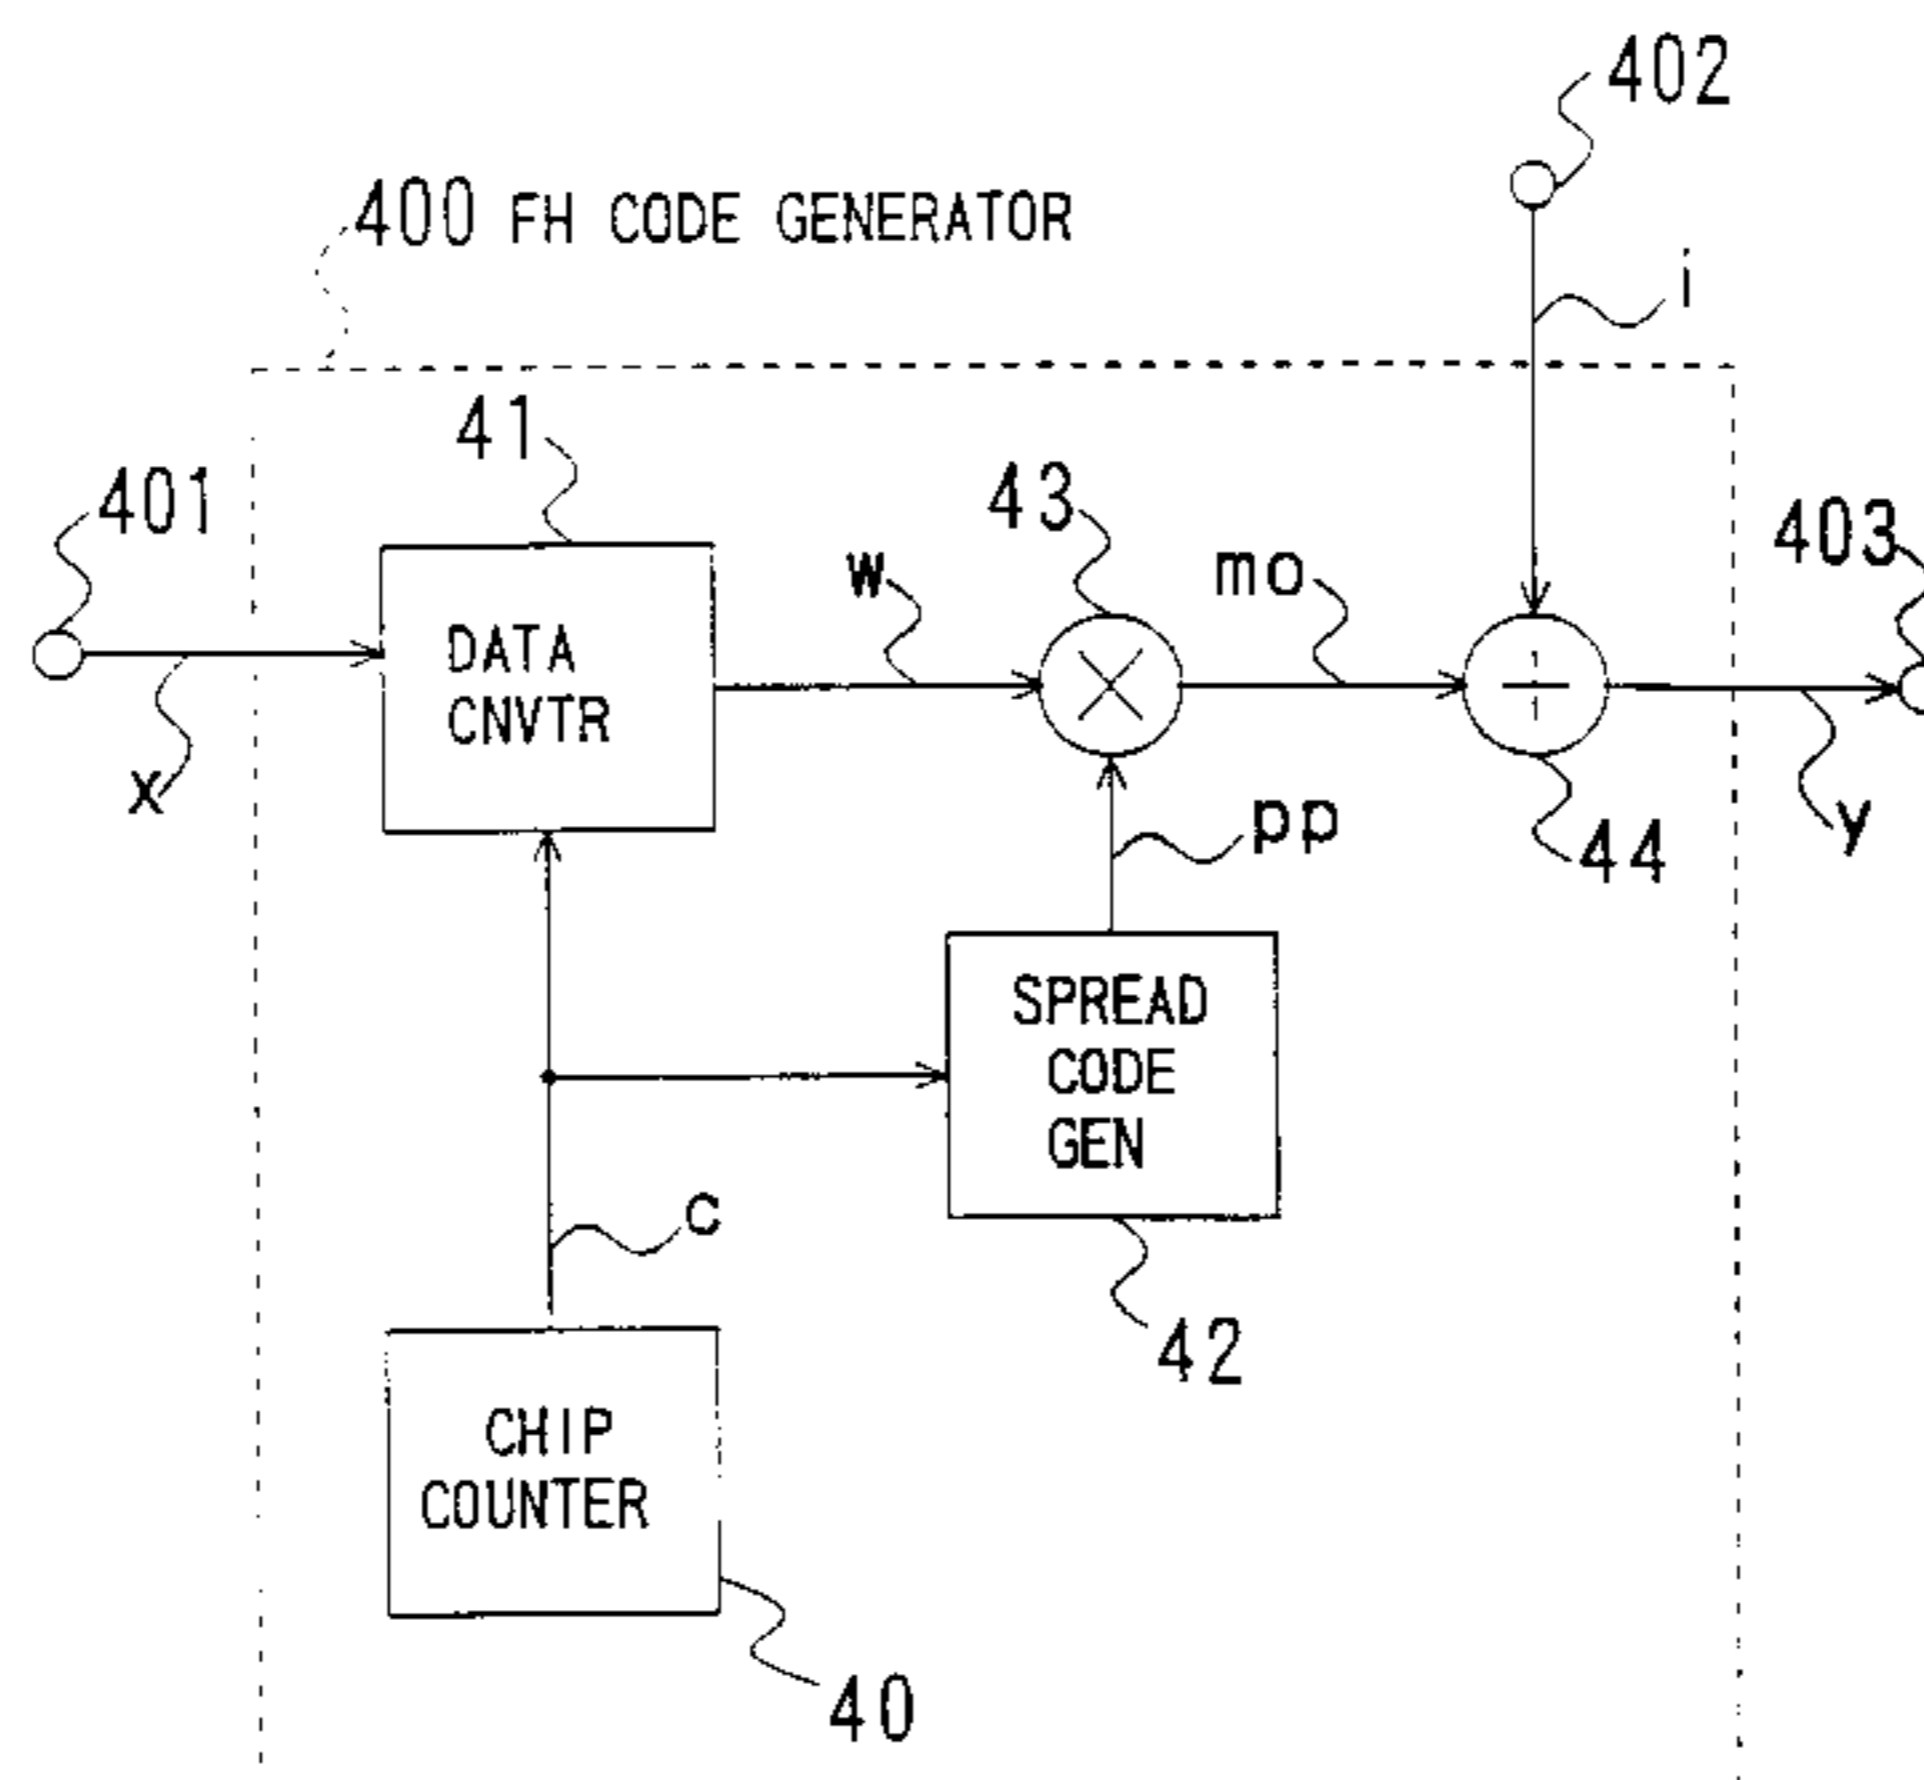 402
400 FH CODE GENERATOR
i
41
401
43
403
w
mo
DATA
CNVTR
x
pp
44
y
SPREAD
CODE
GEN
c
42
CHIP
COUNTER
40